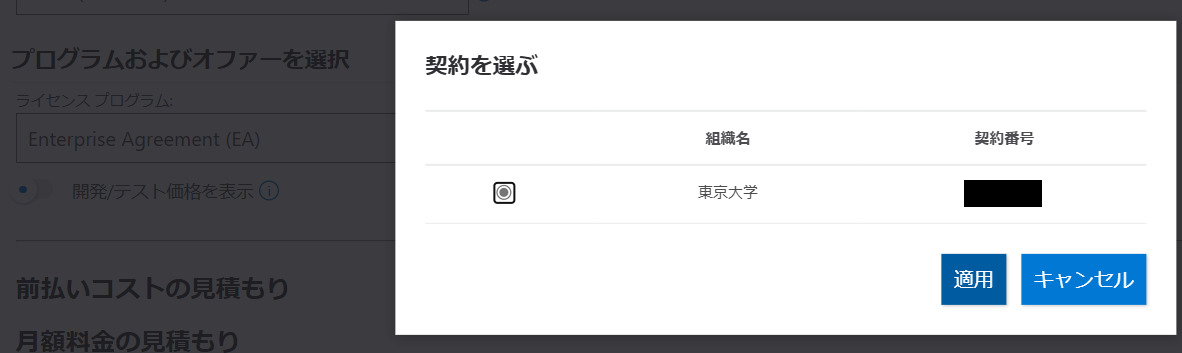 プログラムおよびオファーを選択
ライセンス プログラム:
Enterprise Agreement (EA)
開発/テスト価格を表示
前払いコストの見積もり
月額料金の見積もり
契約を選ぶ
組織名 契約番号
東京大学
適用 キャンセル